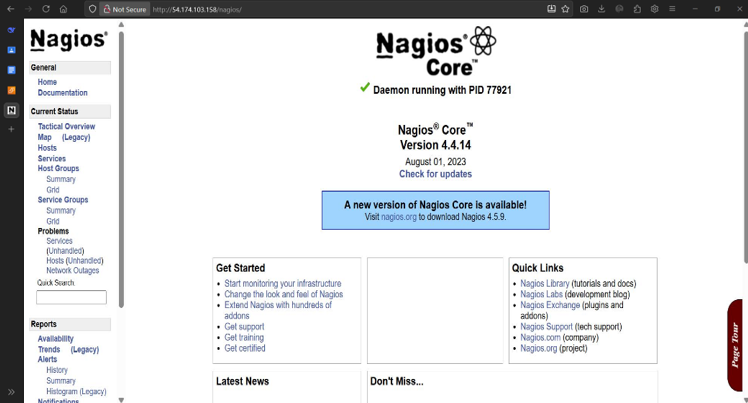 Not Secure http://54.174.103.158/nagios/
Nagios®
General
Home
Documentation
Current Status
Tactical Overview
Map (Legacy)
Hosts
Services
Host Groups
Summary
Grid
Service Groups
Summary
Grid
Problems
Services
(Unhandled)
Hosts (Unhandled)
Network Outages
Quick Search:
Reports
Availability
Trends (Legacy)
Alerts
History
Summary
Histogram (Legacy)
Notifications
Nagios®
Core™
Daemon running with PID 77921
Nagios® Core™
Version 4.4.14
August 01, 2023
Check for updates
A new version of Nagios Core is available!
Visit nagios.org to download Nagios 4.5.9.
Get Started
Start monitoring your infrastructure
Change the look and feel of Nagios
Extend Nagios with hundreds of
addons
Get support
Get training
Get certified
Quick Links
Nagios Library (tutorials and docs)
Nagios Labs (development blog)
Nagios Exchange (plugins and
addons)
Nagios Support (tech support)
Nagios.com (company)
Nagios.org (project)
Latest News
Don't Miss...
Page Tour